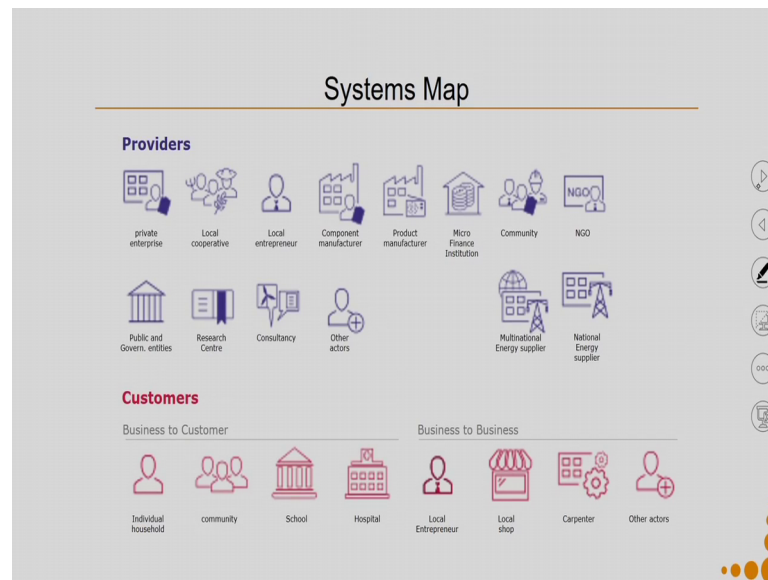 Systems Map
Providers
private
enterprise
Local
cooperative
Local
entrepreneur
Component
manufacturer
Product
manufacturer
Micro
Finance
Institution
Community
NGO
NGO
Public and
Govern. entities
Research
Centre
Consultancy
Other
actors
Multinational
Energy supplier
National
Energy
supplier
Customers
Business to Customer
Business to Business
Individual
household
community
School
Hospital
Local
Entrepreneur
Local
shop
Carpenter
Other actors